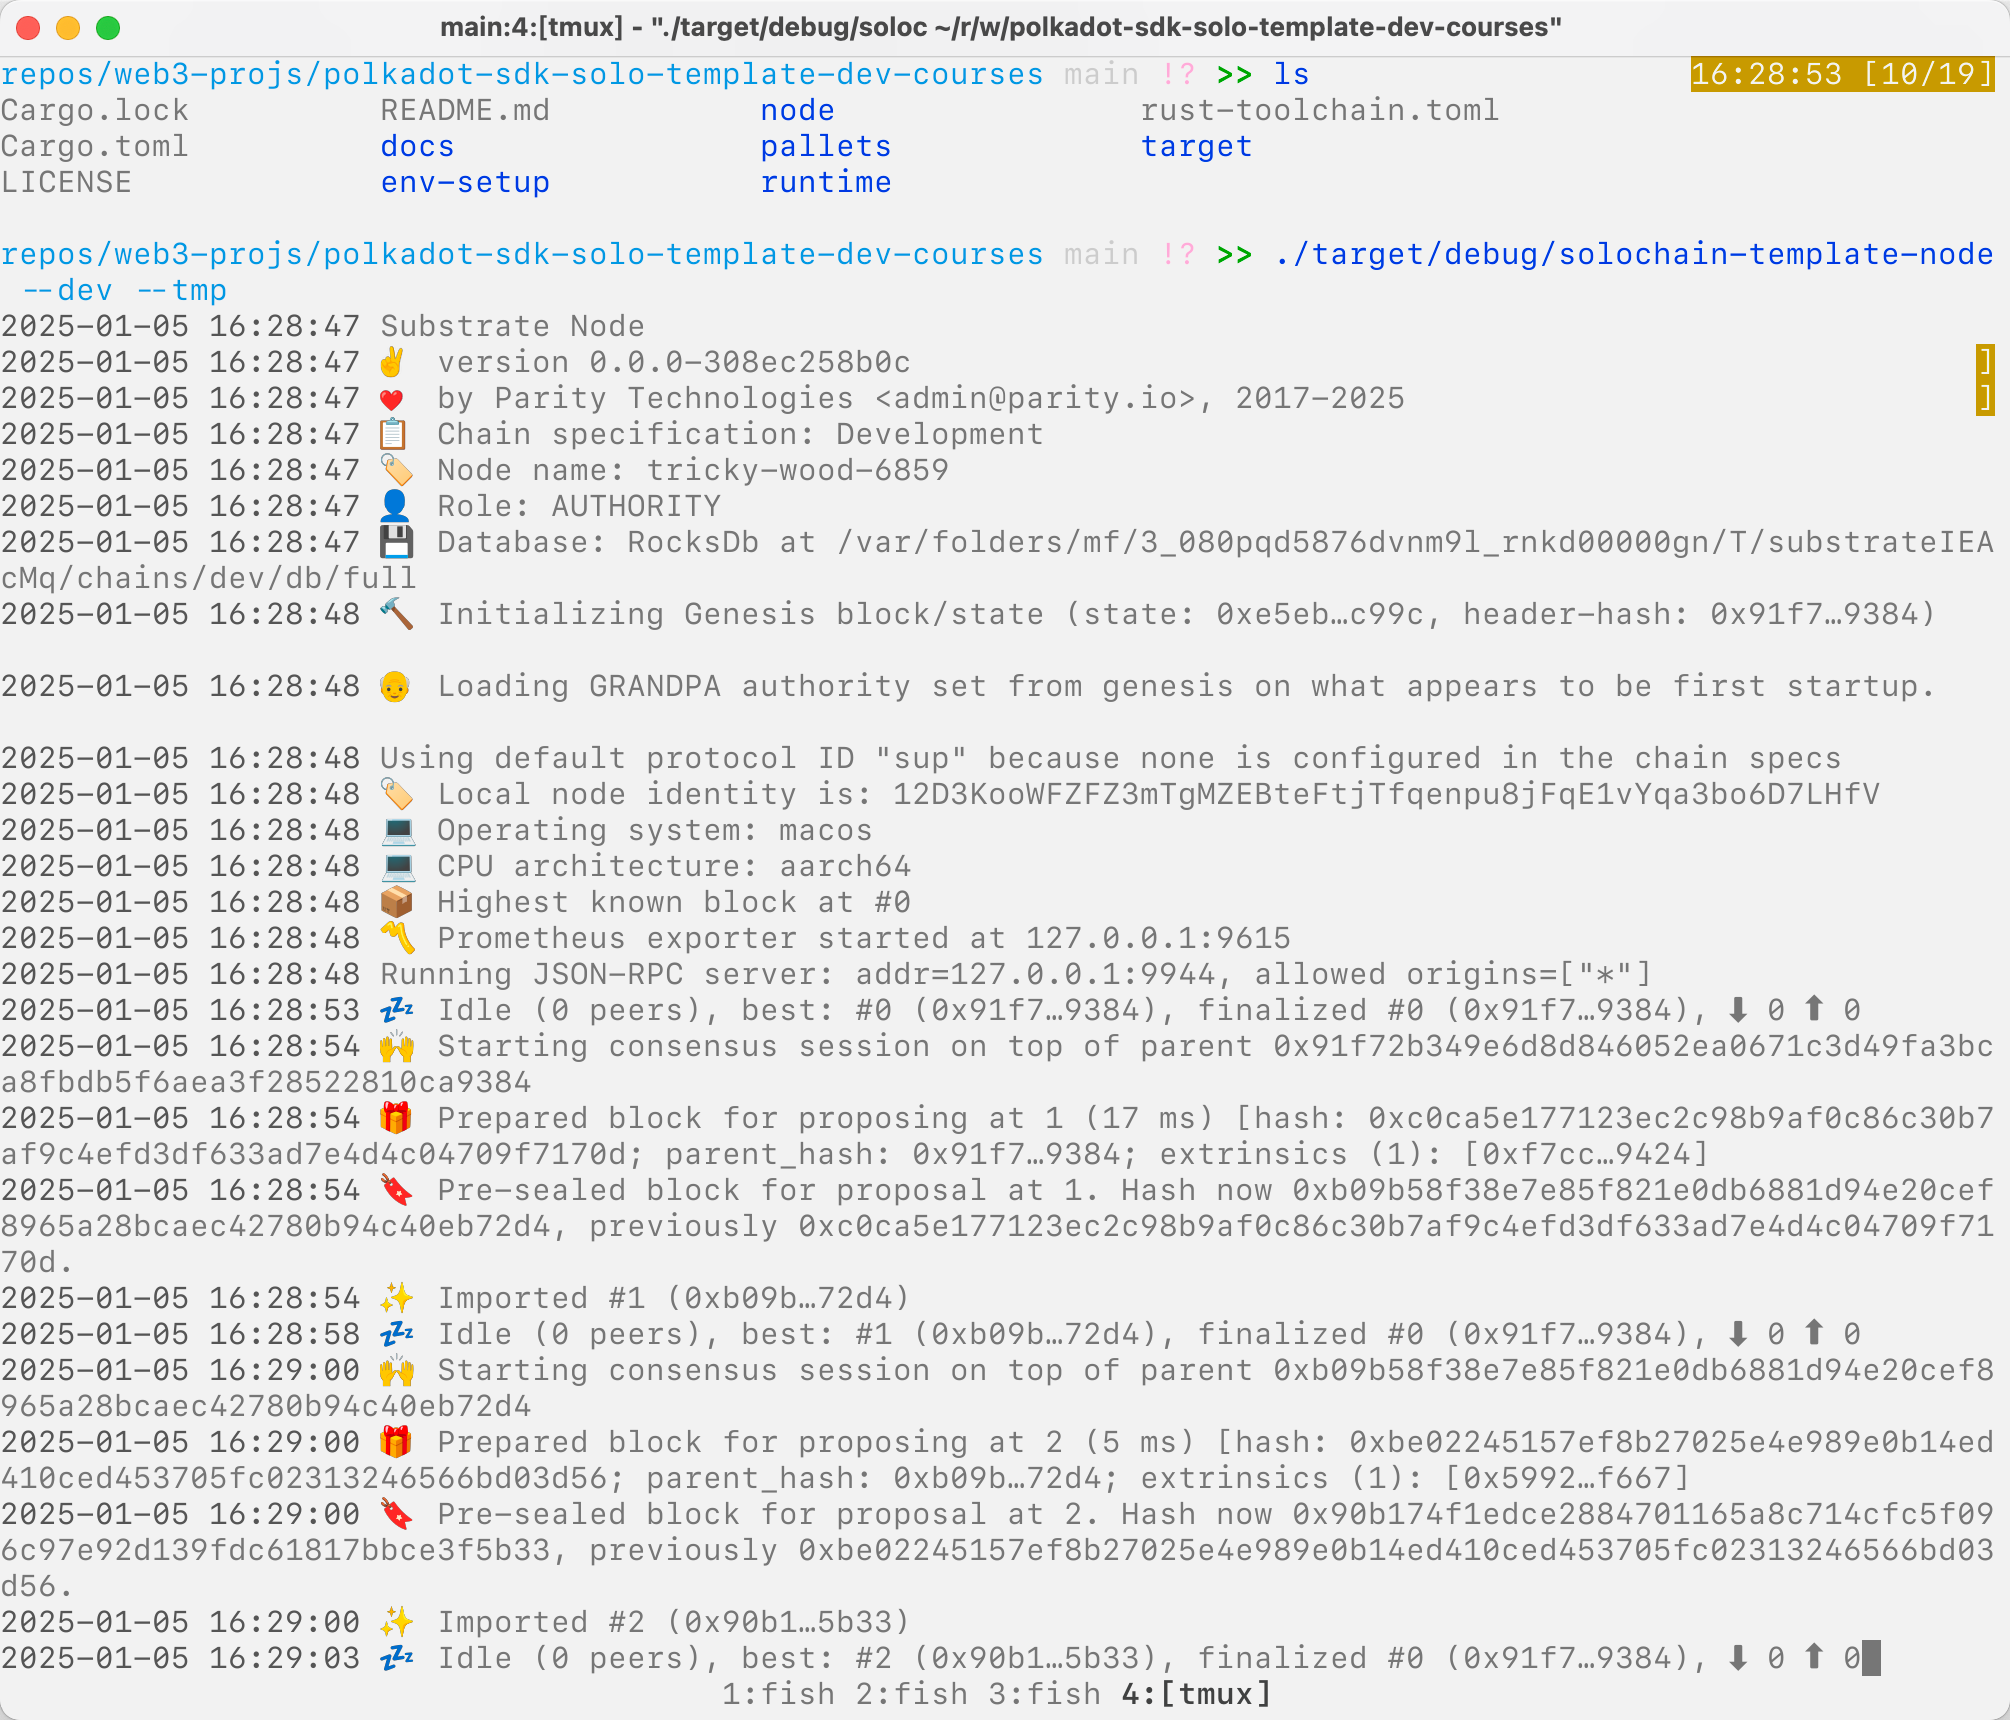 main:4:[tmux] - "./target/debug/soloc ~/r/w/polkadot-sdk-solo-template-dev-courses"
repos/web3-projs/polkadot-sdk-solo-template-dev-courses main !? >> ls 16:28:53 [10/19]
Cargo.lock README.md node rust-toolchain.toml
Cargo.toml docs pallets target
LICENSE env-setup runtime
repos/web3-projs/polkadot-sdk-solo-template-dev-courses main !? >> ./target/debug/solochain-template-node
--dev --tmp
2025-01-05 16:28:47 Substrate Node
2025-01-05 16:28:47 ✌️ version 0.0.0-308ec258b0c ]
2025-01-05 16:28:47 ❤️ by Parity Technologies <admin@parity.io>, 2017-2025 ]
2025-01-05 16:28:47 📋 Chain specification: Development
2025-01-05 16:28:47 🏷 Node name: tricky-wood-6859
2025-01-05 16:28:47 👤 Role: AUTHORITY
2025-01-05 16:28:47 💾 Database: RocksDb at /var/folders/mf/3_080pqd5876dvnm9l_rnkd00000gn/T/substrateIEA
cMq/chains/dev/db/full
2025-01-05 16:28:48 🔨 Initializing Genesis block/state (state: 0xe5eb…c99c, header-hash: 0x91f7…9384)
2025-01-05 16:28:48 👴 Loading GRANDPA authority set from genesis on what appears to be first startup.
2025-01-05 16:28:48 Using default protocol ID "sup" because none is configured in the chain specs
2025-01-05 16:28:48 🏷 Local node identity is: 12D3KooWFZFZ3mTgMZEBteFtjTfqenpu8jFqE1vYqa3bo6D7LHfV
2025-01-05 16:28:48 💻 Operating system: macos
2025-01-05 16:28:48 💻 CPU architecture: aarch64
2025-01-05 16:28:48 📦 Highest known block at #0
2025-01-05 16:28:48 〽️ Prometheus exporter started at 127.0.0.1:9615
2025-01-05 16:28:48 Running JSON-RPC server: addr=127.0.0.1:9944, allowed origins=["*"]
2025-01-05 16:28:53 💤 Idle (0 peers), best: #0 (0x91f7…9384), finalized #0 (0x91f7…9384), ⬇ 0 ⬆ 0
2025-01-05 16:28:54 🙌 Starting consensus session on top of parent 0x91f72b349e6d8d846052ea0671c3d49fa3bc
a8fbdb5f6aea3f28522810ca9384
2025-01-05 16:28:54 🎁 Prepared block for proposing at 1 (17 ms) [hash: 0xc0ca5e177123ec2c98b9af0c86c30b7
af9c4efd3df633ad7e4d4c04709f7170d; parent_hash: 0x91f7…9384; extrinsics (1): [0xf7cc…9424]
2025-01-05 16:28:54 🔖 Pre-sealed block for proposal at 1. Hash now 0xb09b58f38e7e85f821e0db6881d94e20cef
8965a28bcaec42780b94c40eb72d4, previously 0xc0ca5e177123ec2c98b9af0c86c30b7af9c4efd3df633ad7e4d4c04709f71
70d.
2025-01-05 16:28:54 ✨ Imported #1 (0xb09b…72d4)
2025-01-05 16:28:58 💤 Idle (0 peers), best: #1 (0xb09b…72d4), finalized #0 (0x91f7…9384), ⬇ 0 ⬆ 0
2025-01-05 16:29:00 🙌 Starting consensus session on top of parent 0xb09b58f38e7e85f821e0db6881d94e20cef8
965a28bcaec42780b94c40eb72d4
2025-01-05 16:29:00 🎁 Prepared block for proposing at 2 (5 ms) [hash: 0xbe02245157ef8b27025e4e989e0b14ed
410ced453705fc02313246566bd03d56; parent_hash: 0xb09b…72d4; extrinsics (1): [0x5992…f667]
2025-01-05 16:29:00 🔖 Pre-sealed block for proposal at 2. Hash now 0x90b174f1edce2884701165a8c714cfc5f09
6c97e92d139fdc61817bbce3f5b33, previously 0xbe02245157ef8b27025e4e989e0b14ed410ced453705fc02313246566bd03
d56.
2025-01-05 16:29:00 ✨ Imported #2 (0x90b1…5b33)
2025-01-05 16:29:03 💤 Idle (0 peers), best: #2 (0x90b1…5b33), finalized #0 (0x91f7…9384), ⬇ 0 ⬆ 0
1:fish 2:fish 3:fish 4:[tmux]